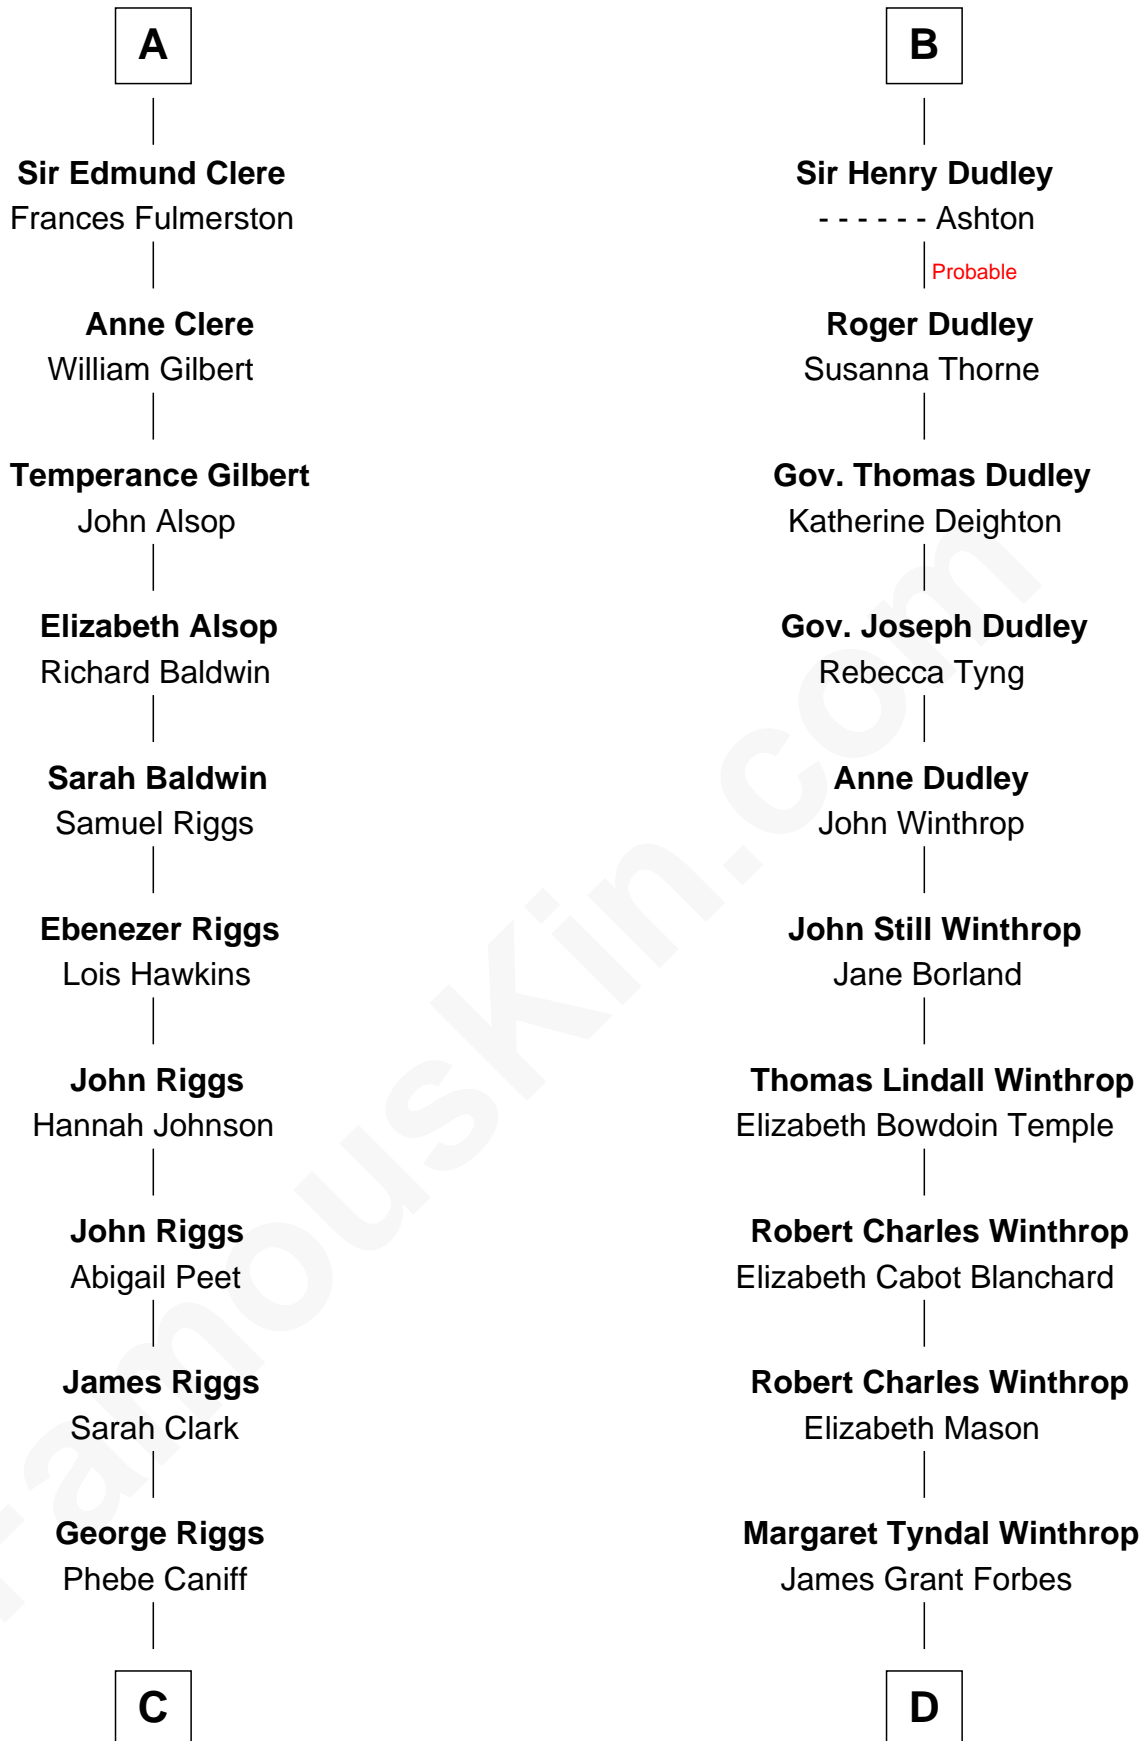 A
Sir Edmund Clere
Frances Fulmerston
Anne Clere
William Gilbert
Temperance Gilbert
John Alsop
Elizabeth Alsop
Richard Baldwin
Sarah Baldwin
Samuel Riggs
Ebenezer Riggs
Lois Hawkins
John Riggs
Hannah Johnson
John Riggs
Abigail Peet
James Riggs
Sarah Clark
George Riggs
Phebe Caniff
C
B
Sir Henry Dudley
- - - - - - Ashton
Probable
Roger Dudley
Susanna Thorne
Gov. Thomas Dudley
Katherine Deighton
Gov. Joseph Dudley
Rebecca Tyng
Anne Dudley
John Winthrop
John Still Winthrop
Jane Borland
Thomas Lindall Winthrop
Elizabeth Bowdoin Temple
Robert Charles Winthrop
Elizabeth Cabot Blanchard
Robert Charles Winthrop
Elizabeth Mason
Margaret Tyndal Winthrop
James Grant Forbes
D
FamousKin.com